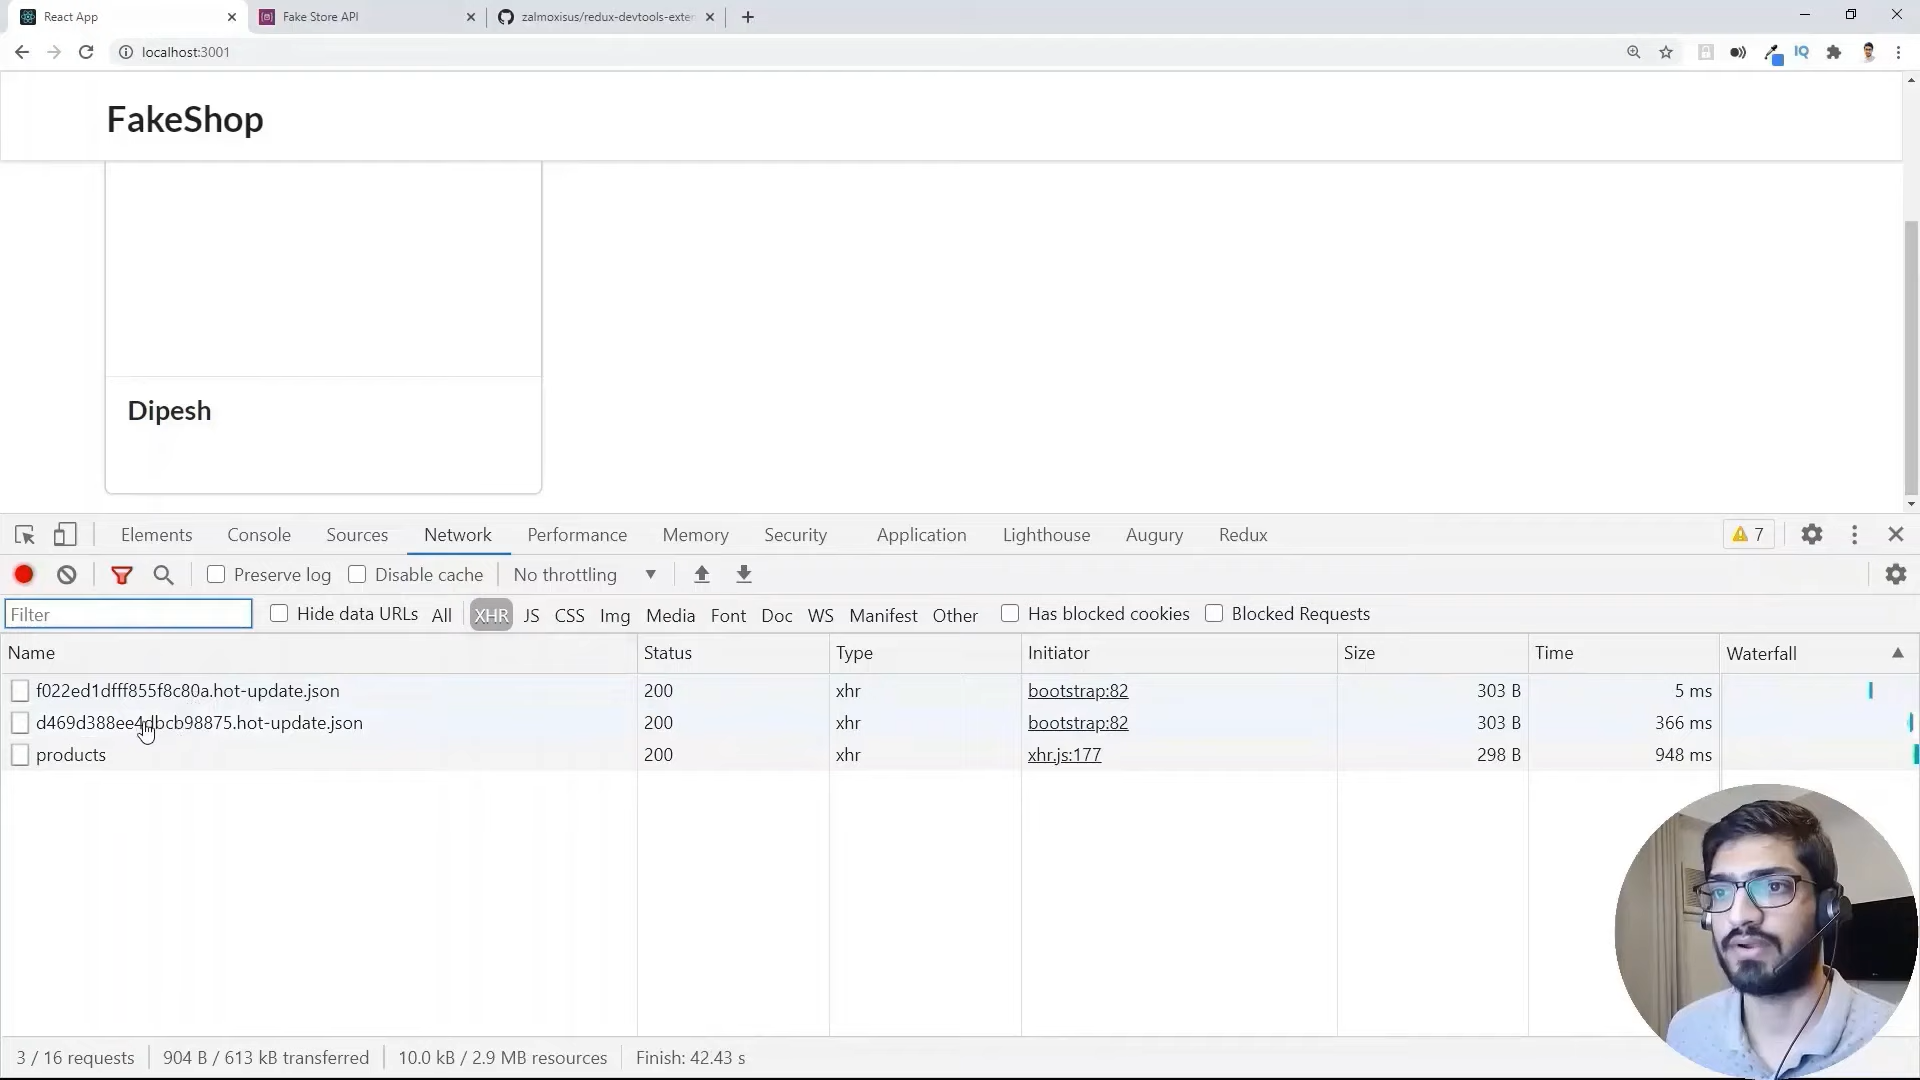 React App
Fake Store API
zalmoxisus/redux-devtools-exter
localhost:3001
IQ
FakeShop
Dipesh
Elements Console Sources Network Performance Memory Security Application Lighthouse Augury Redux 7
Preserve log Disable cache No throttling
Filter Hide data URLs All XHR JS CSS Img Media Font Doc WS Manifest Other Has blocked cookies Blocked Requests
Name Status Type Initiator Size Time Waterfall
f022ed1dfff855f8c80a.hot-update.json 200 xhr bootstrap:82 303 B 5 ms
d469d388ee4dbcb98875.hot-update.json 200 xhr bootstrap:82 303 B 366 ms
products 200 xhr xhr.js:177 298 B 948 ms
3 / 16 requests 904 B / 613 kB transferred 10.0 kB / 2.9 MB resources Finish: 42.43 s